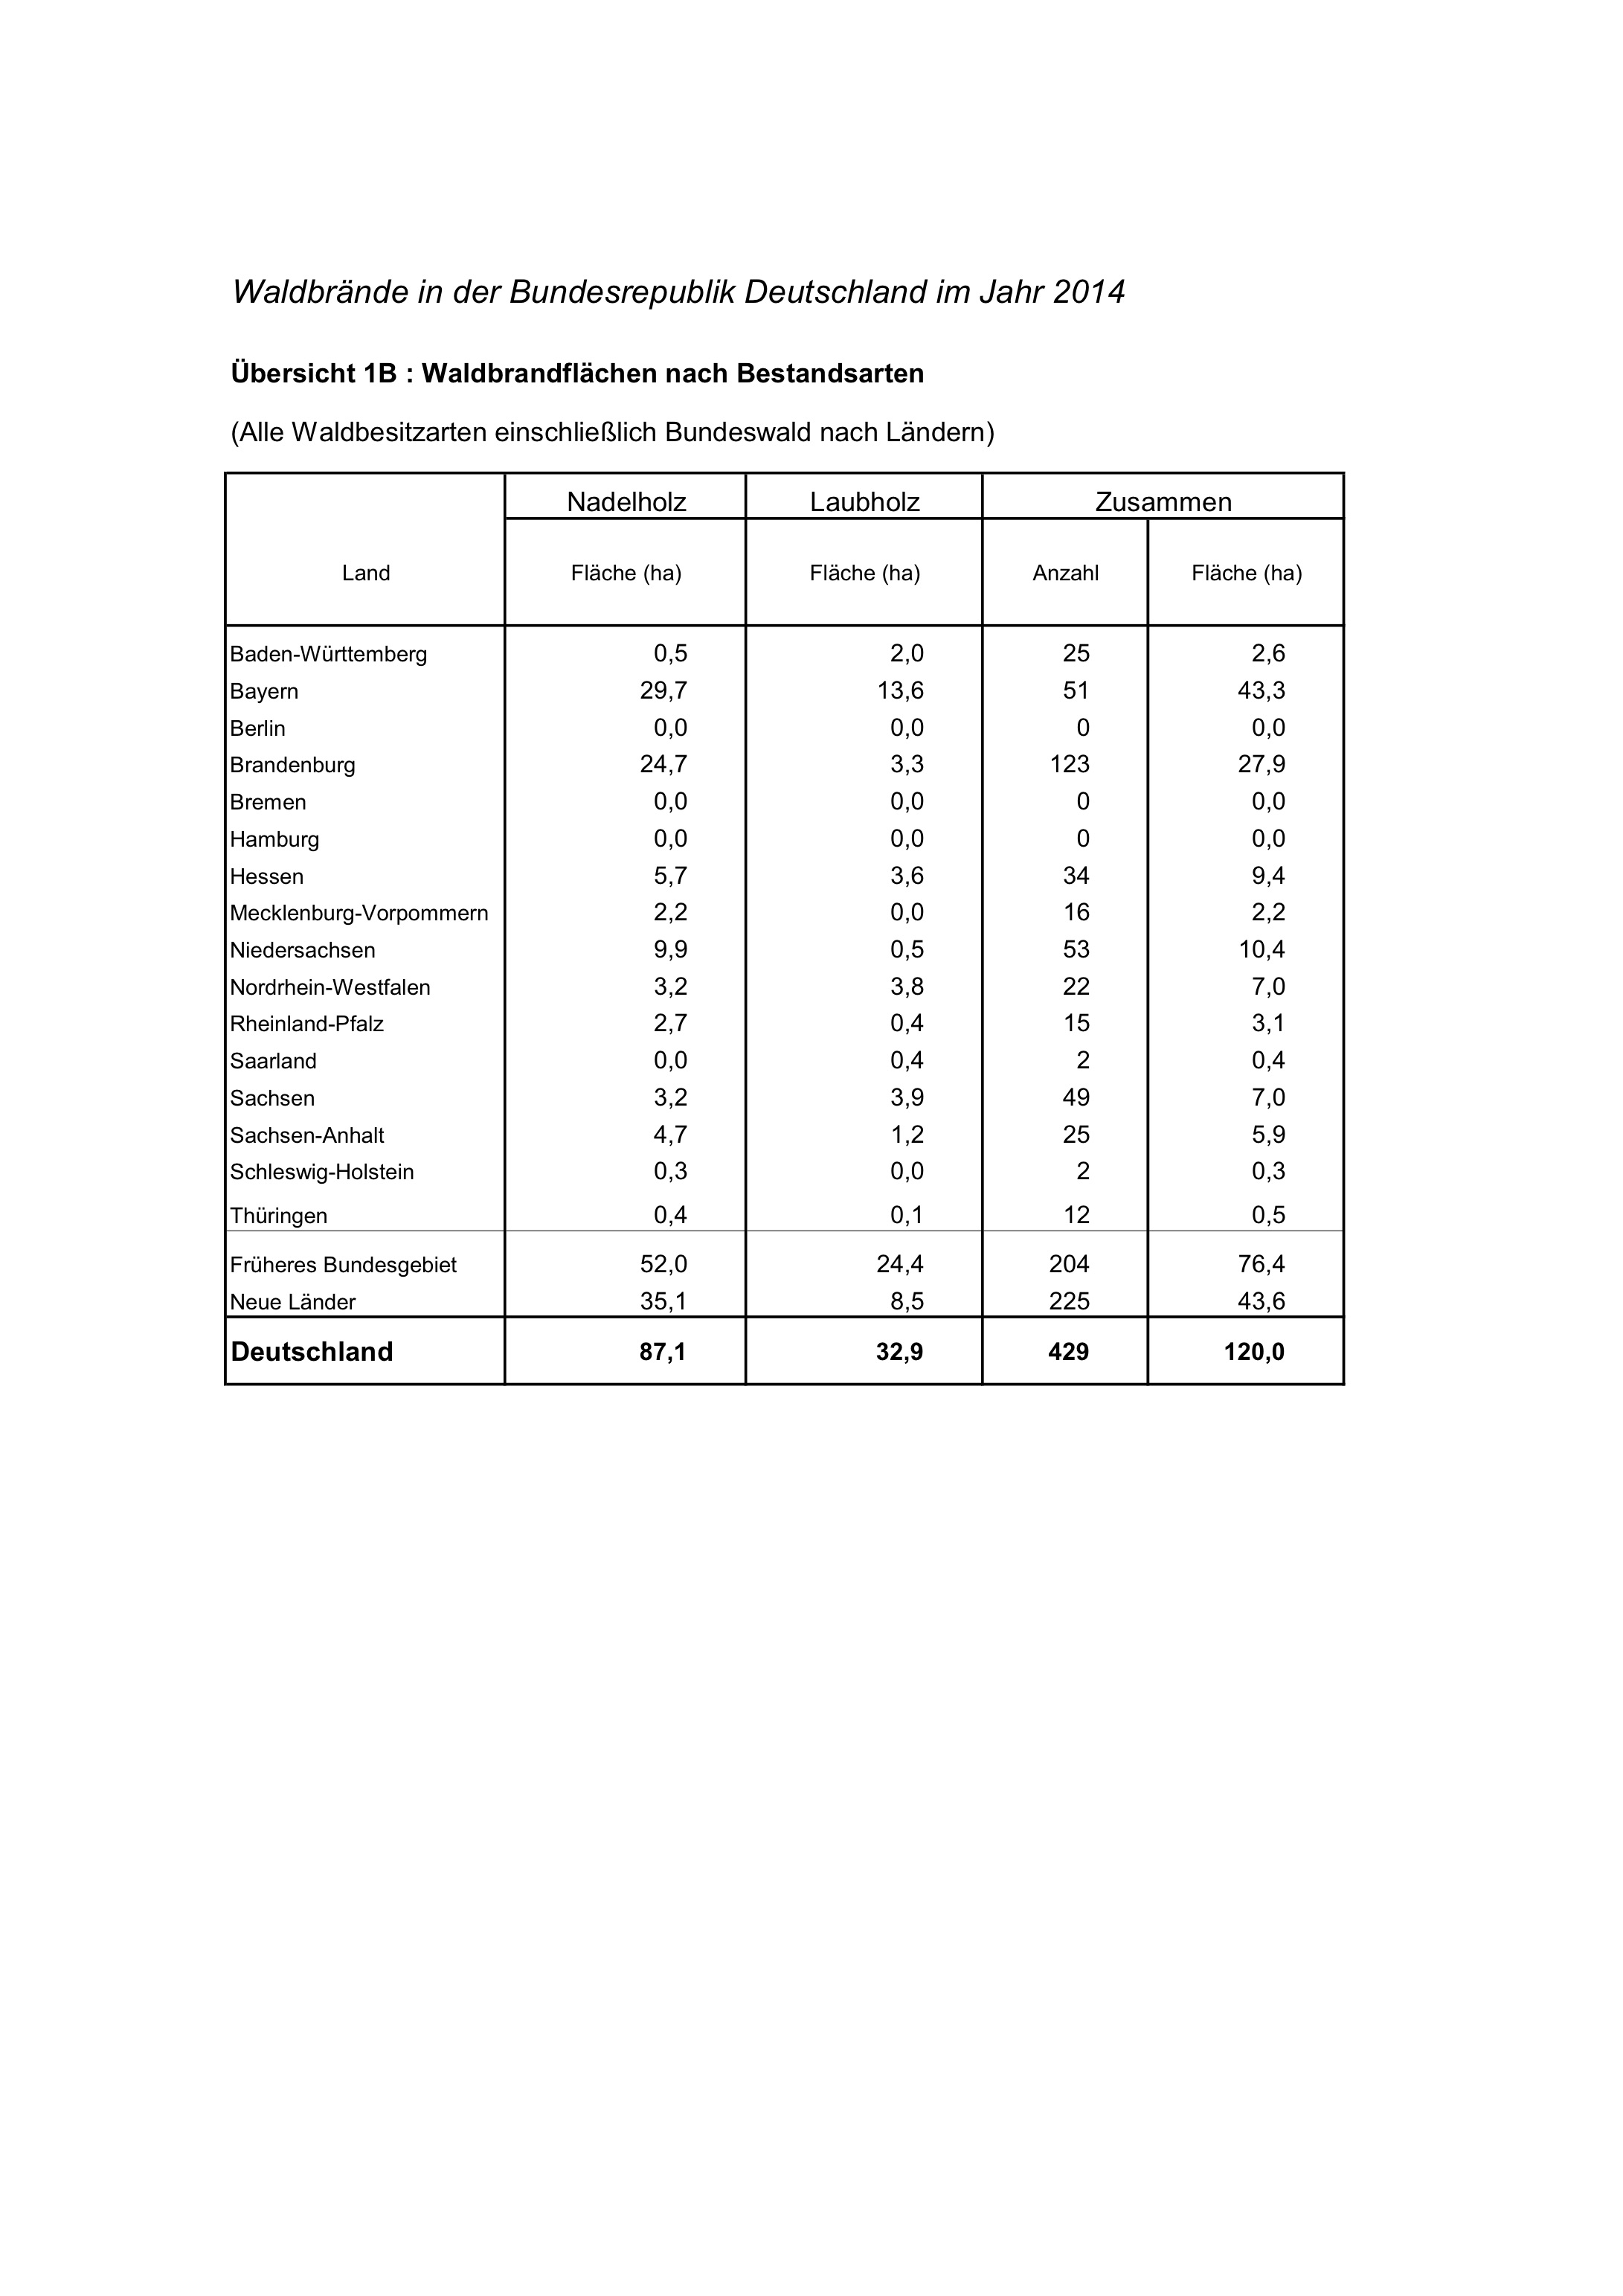 Waldbrände in der Bundesrepublik Deutschland im Jahr 2014
Übersicht 1B : Waldbrandflächen nach Bestandsarten
(Alle Waldbesitzarten einschließlich Bundeswald nach Ländern)
Nadelholz Laubholz Zusammen
Land Fläche (ha) Fläche (ha) Anzahl Fläche (ha)
Baden-Württemberg 0,5 2,0 25 2,6
Bayern 29,7 13,6 51 43,3
Berlin 0,0 0,0 0 0,0
Brandenburg 24,7 3,3 123 27,9
Bremen 0,0 0,0 0 0,0
Hamburg 0,0 0,0 0 0,0
Hessen 5,7 3,6 34 9,4
Mecklenburg-Vorpommern 2,2 0,0 16 2,2
Niedersachsen 9,9 0,5 53 10,4
Nordrhein-Westfalen 3,2 3,8 22 7,0
Rheinland-Pfalz 2,7 0,4 15 3,1
Saarland 0,0 0,4 2 0,4
Sachsen 3,2 3,9 49 7,0
Sachsen-Anhalt 4,7 1,2 25 5,9
Schleswig-Holstein 0,3 0,0 2 0,3
Thüringen 0,4 0,1 12 0,5
Früheres Bundesgebiet 52,0 24,4 204 76,4
Neue Länder 35,1 8,5 225 43,6
Deutschland 87,1 32,9 429 120,0